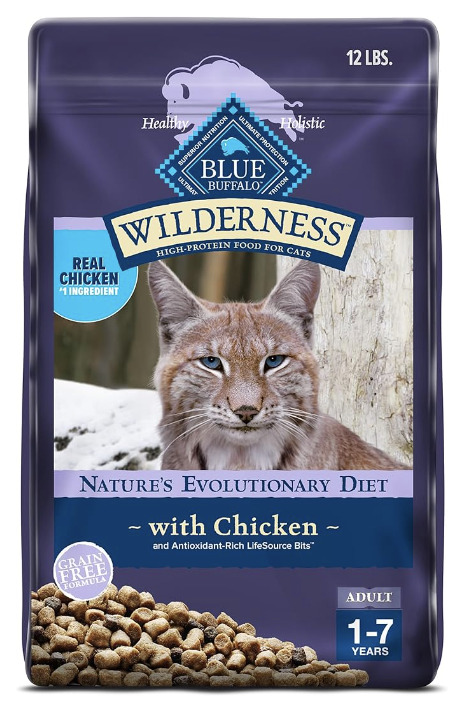 12 LBS.
Healthy Holistic
SUPERIOR NUTRITION
ULTIMATE PROTECTION
BLUE
BUFFALO
WILDERNESS™
HIGH-PROTEIN FOOD FOR CATS
REAL
CHICKEN
#1 INGREDIENT
NATURE'S EVOLUTIONARY DIET
~ with Chicken ~
and Antioxidant-Rich LifeSource Bits™
GRAIN
FREE
FORMULA
ADULT
1-7
YEARS